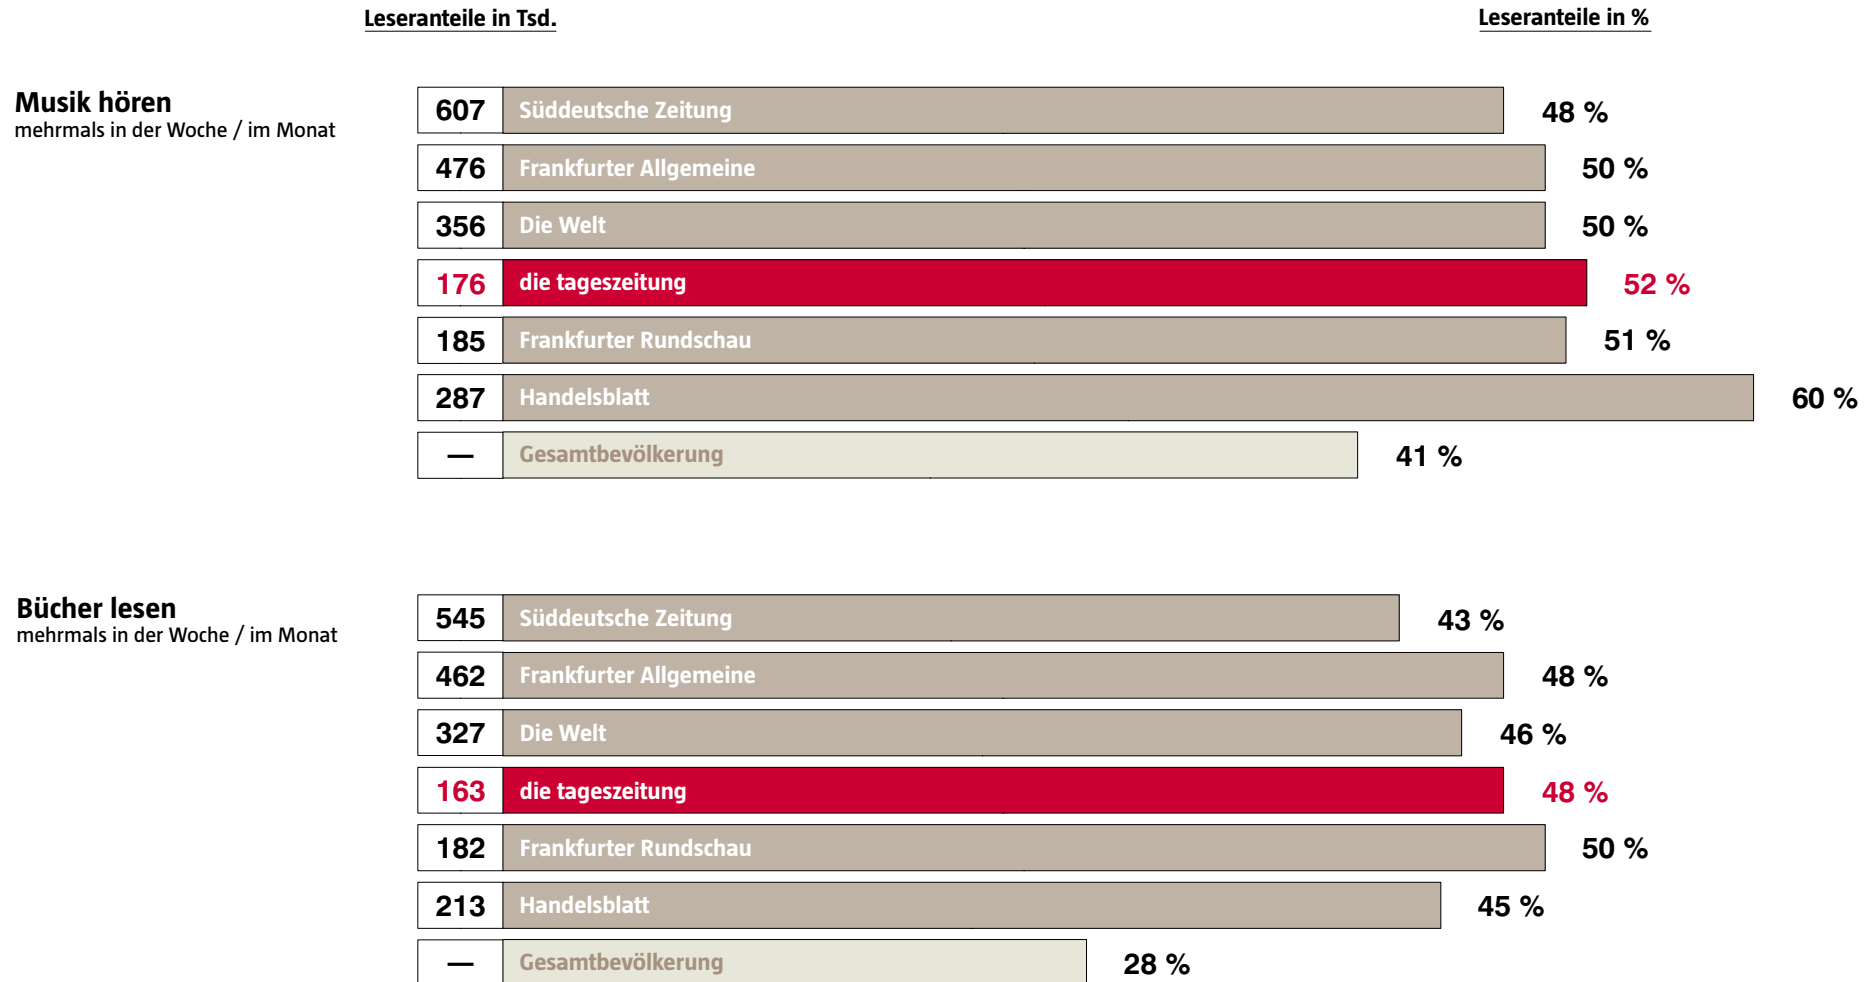 Leseranteile in Tsd. Leseranteile in %
Musik hören
mehrmals in der Woche / im Monat
607 Süddeutsche Zeitung 48 %
476 Frankfurter Allgemeine 50 %
356 Die Welt 50 %
176 die tageszeitung 52 %
185 Frankfurter Rundschau 51 %
287 Handelsblatt 60 %
— Gesamtbevölkerung 41 %
Bücher lesen
mehrmals in der Woche / im Monat
545 Süddeutsche Zeitung 43 %
462 Frankfurter Allgemeine 48 %
327 Die Welt 46 %
163 die tageszeitung 48 %
182 Frankfurter Rundschau 50 %
213 Handelsblatt 45 %
— Gesamtbevölkerung 28 %